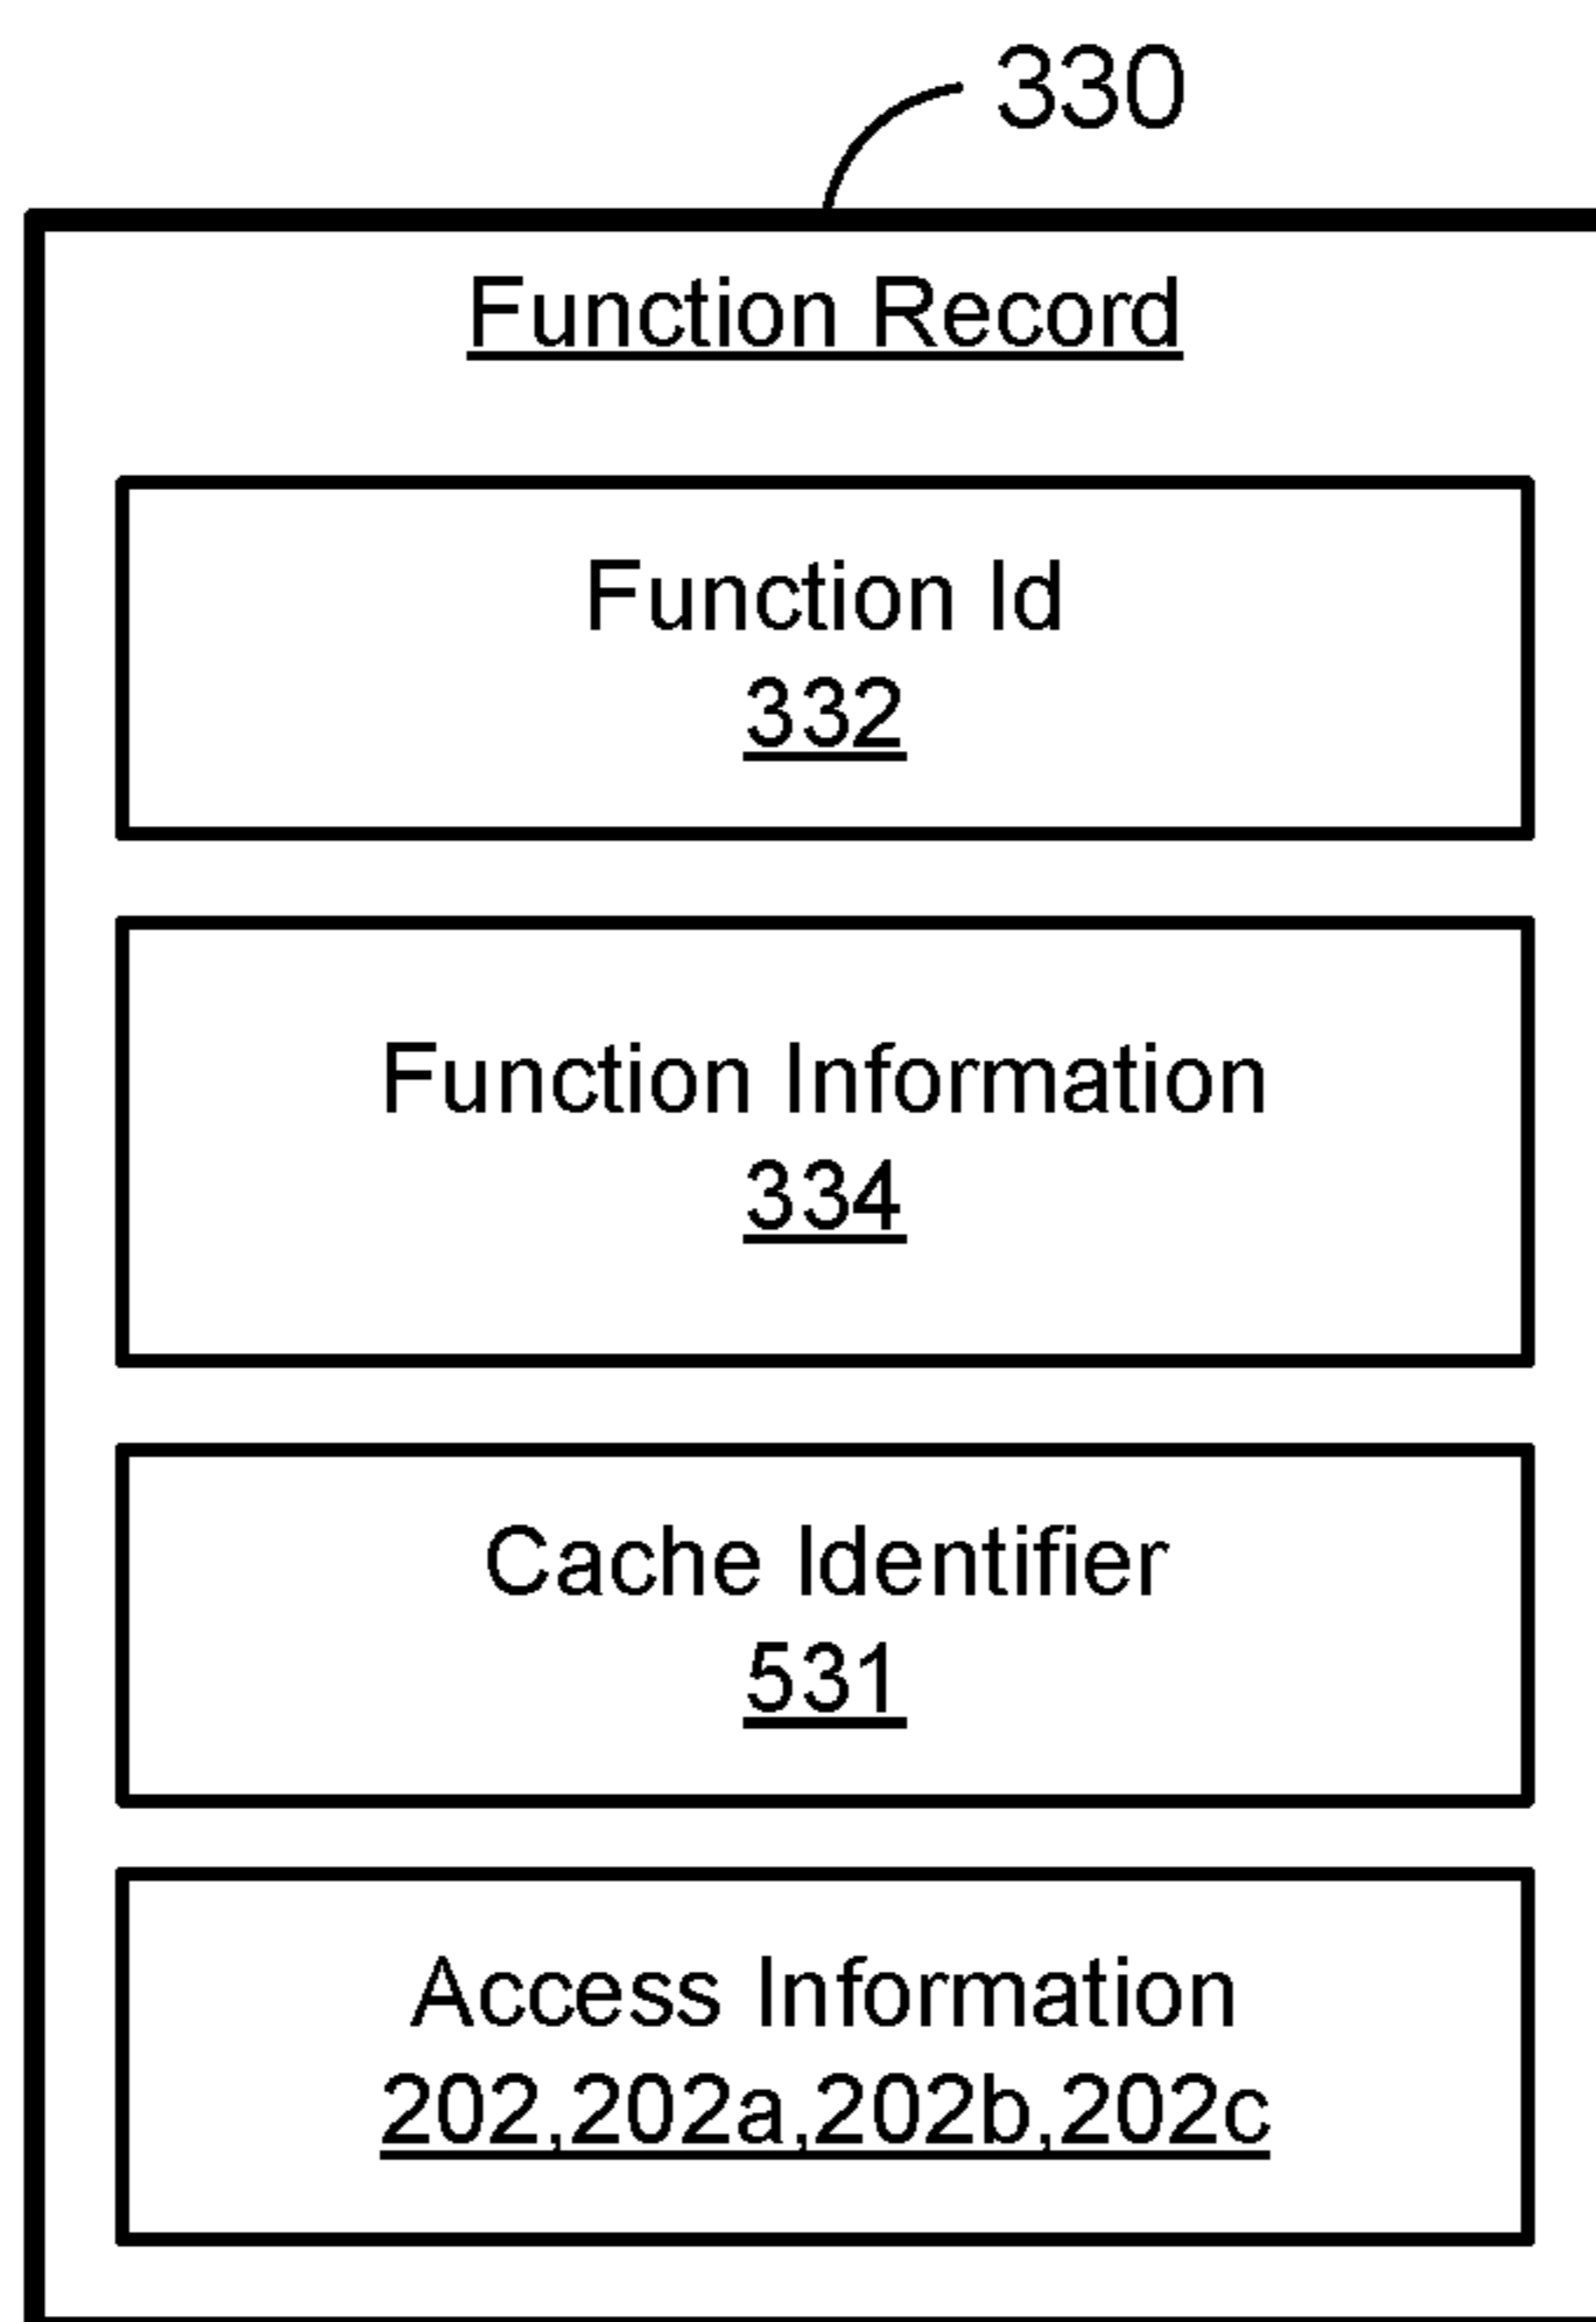 330
Function Record
Function Id
332
Function Information
334
Cache Identifier
531
Access Information
202,202a,202b,202c